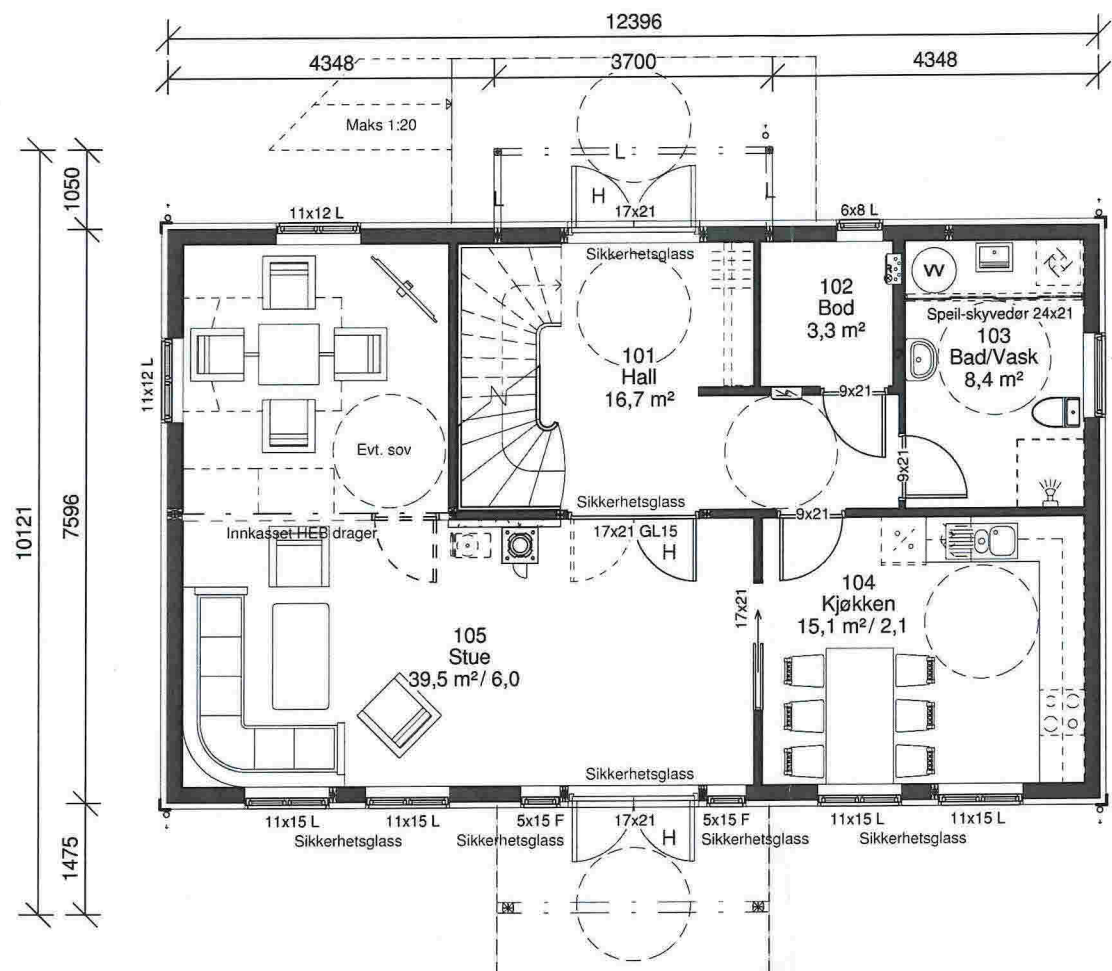 12396
4348
3700
4348
Maks 1:20
L
L
L
H
11x12 L
17x21
6x8 L
Sikkerhetsglass
1050
10121
7596
1475
VV
Speil-skyvedør 24x21
102
Bod
3,3 m²
103
Bad/Vask
8,4 m²
101
Hall
16,7 m²
11x12 L
9x21
9x21
Evt. sov
Sikkerhetsglass
9x21
Innkasset HEB drager
17x21 GL15
H
17x21
104
Kjøkken
15,1 m²/ 2,1
105
Stue
39,5 m²/ 6,0
Sikkerhetsglass
11x15 L
11x15 L
5x15 F
17x21
5x15 F
11x15 L
11x15 L
Sikkerhetsglass
Sikkerhetsglass
Sikkerhetsglass
Sikkerhetsglass
H